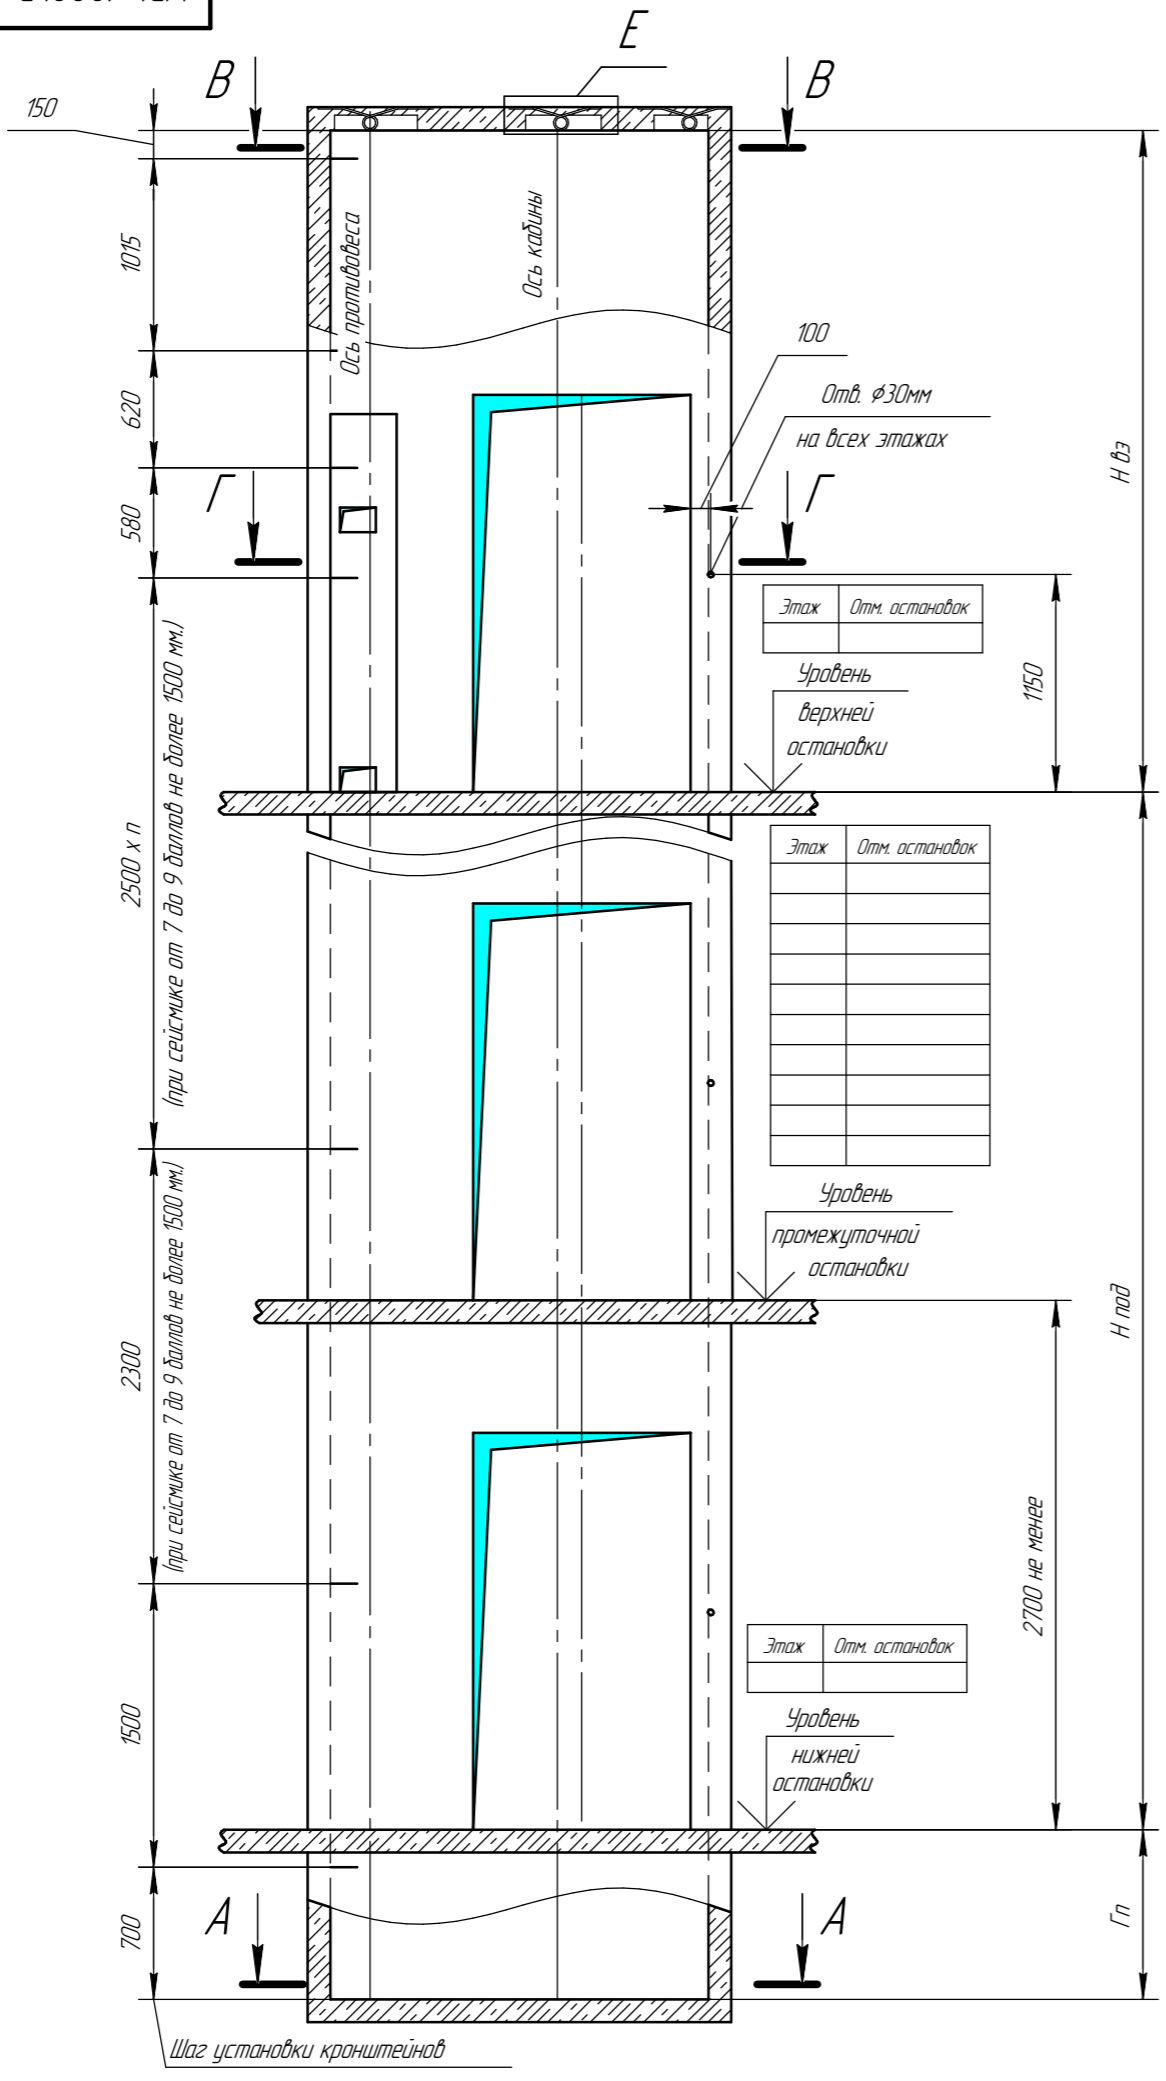 Е
В
В
150
1015
Ось противовеса
Ось кабины
620
100
Отв. ϕ30мм
на всех этажах
Н вз
580
Г
Г
Этаж
Отм. остановок
1150
Уровень
верхней
остановки
2500 х п
(при сейсмике от 7 до 9 баллов не более 1500 мм.)
Этаж
Отм. остановок
Уровень
промежуточной
остановки
2300
(при сейсмике от 7 до 9 баллов не более 1500 мм.)
Н под
2700 не менее
Этаж
Отм. остановок
1500
Уровень
нижней
остановки
700
А
А
Гп
Шаг установки кронштейнов